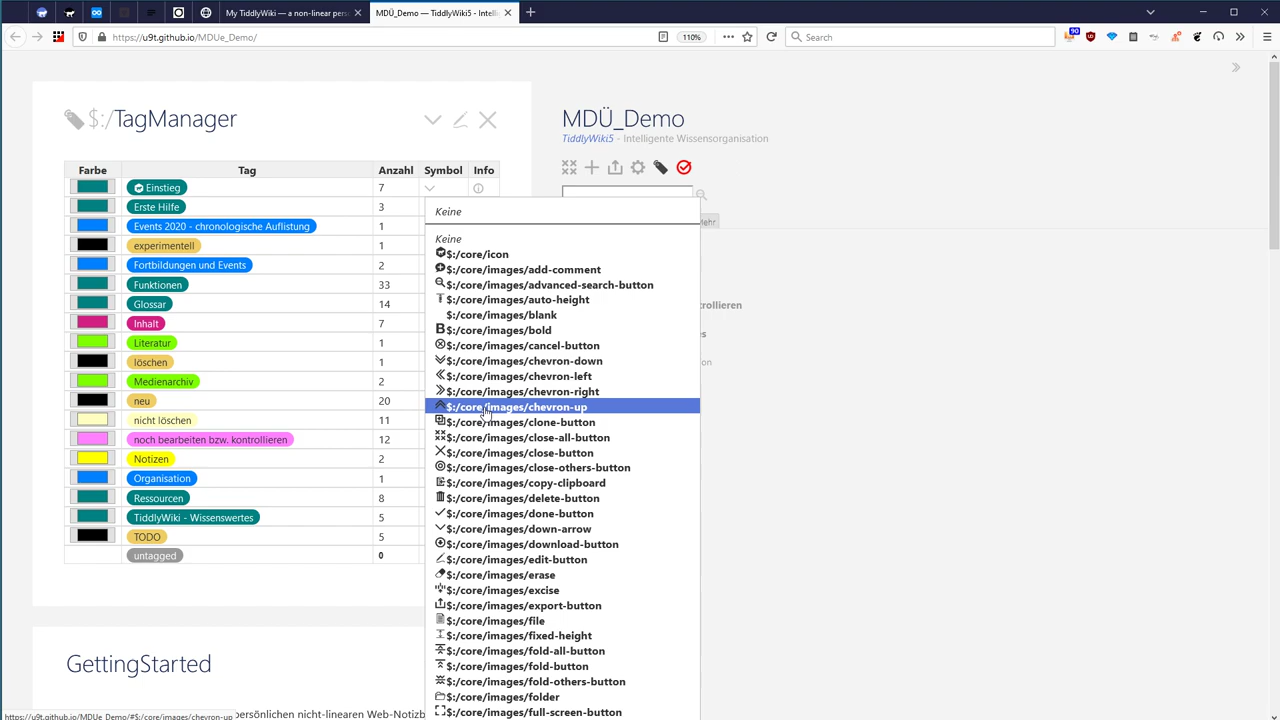 My TiddlyWiki — a non-linear pers
MDÜ_Demo — TiddlyWiki5 - Intellig
https://u9t.github.io/MDUe_Demo/
110%
Search
90
$:/TagManager
Farbe Tag Anzahl Symbol Info
Einstieg 7
Erste Hilfe 3
Events 2020 - chronologische Auflistung 1
experimentell 1
Fortbildungen und Events 2
Funktionen 33
Glossar 14
Inhalt 7
Literatur 1
löschen 1
Medienarchiv 2
neu 20
nicht löschen 11
noch bearbeiten bzw. kontrollieren 12
Notizen 2
Organisation 1
Ressourcen 8
TiddlyWiki - Wissenswertes 5
TODO 5
untagged 0
Keine
Keine
$:/core/icon
$:/core/images/add-comment
$:/core/images/advanced-search-button
$:/core/images/auto-height
$:/core/images/blank
$:/core/images/bold
$:/core/images/cancel-button
$:/core/images/chevron-down
$:/core/images/chevron-left
$:/core/images/chevron-right
$:/core/images/chevron-up
$:/core/images/clone-button
$:/core/images/close-all-button
$:/core/images/close-button
$:/core/images/close-others-button
$:/core/images/copy-clipboard
$:/core/images/delete-button
$:/core/images/done-button
$:/core/images/down-arrow
$:/core/images/download-button
$:/core/images/edit-button
$:/core/images/erase
$:/core/images/excise
$:/core/images/export-button
$:/core/images/file
$:/core/images/fixed-height
$:/core/images/fold-all-button
$:/core/images/fold-button
$:/core/images/fold-others-button
$:/core/images/folder
$:/core/images/full-screen-button
MDÜ_Demo
TiddlyWiki5 - Intelligente Wissensorganisation
Mehr
trollieren
s
on
GettingStarted
persönlichen nicht-linearen Web-Notizb
https://u9t.github.io/MDUe_Demo/#$:/core/images/chevron-up